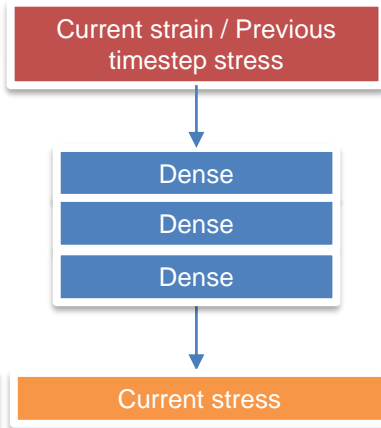 Current strain / Previous
timestep stress
Dense
Dense
Dense
Current stress